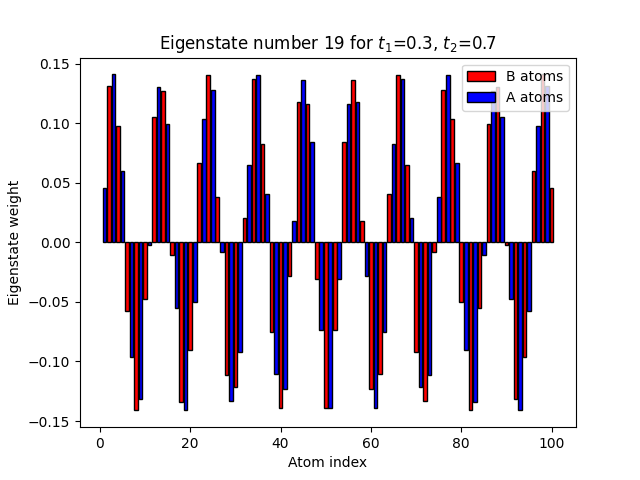 Eigenstate number 19 for t₁=0.3, t₂=0.7
B atoms
A atoms
0.15
0.10
0.05
0.00
−0.05
−0.10
−0.15
Eigenstate weight
0 20 40 60 80 100
Atom index